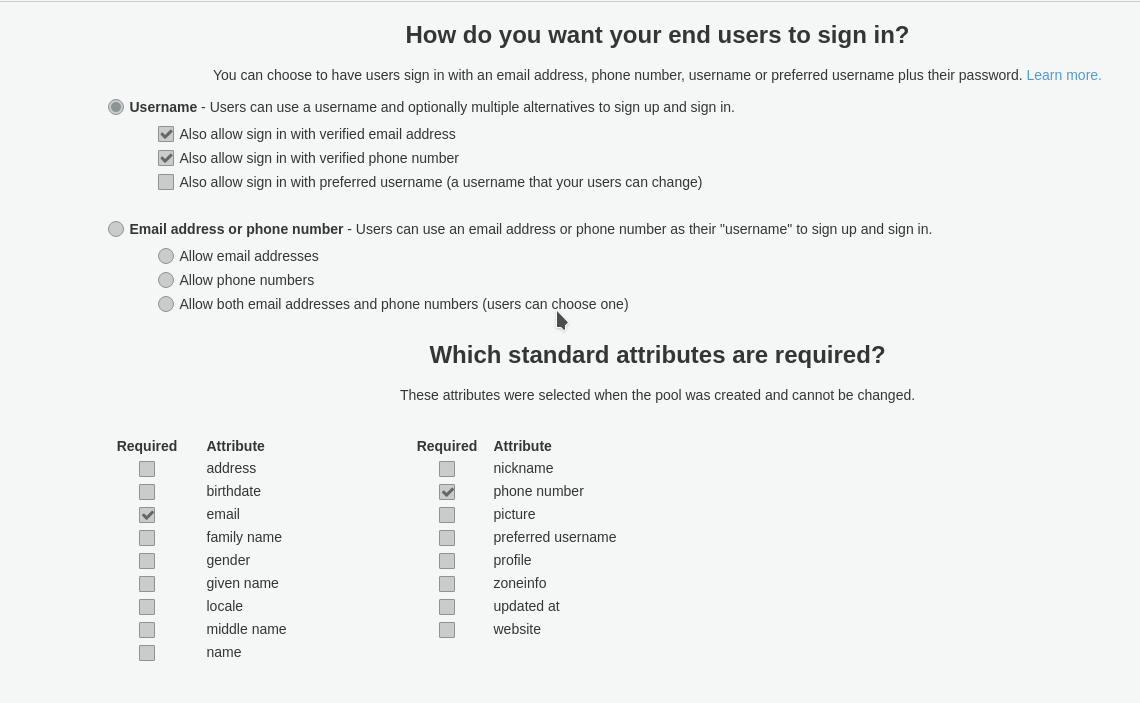 How do you want your end users to sign in?
You can choose to have users sign in with an email address, phone number, username or preferred username plus their password. Learn more.
Username - Users can use a username and optionally multiple alternatives to sign up and sign in.
Also allow sign in with verified email address
Also allow sign in with verified phone number
Also allow sign in with preferred username (a username that your users can change)
Email address or phone number - Users can use an email address or phone number as their "username" to sign up and sign in.
Allow email addresses
Allow phone numbers
Allow both email addresses and phone numbers (users can choose one)
Which standard attributes are required?
These attributes were selected when the pool was created and cannot be changed.
Required Attribute
address
birthdate
email
family name
gender
given name
locale
middle name
name
Required Attribute
nickname
phone number
picture
preferred username
profile
zoneinfo
updated at
website